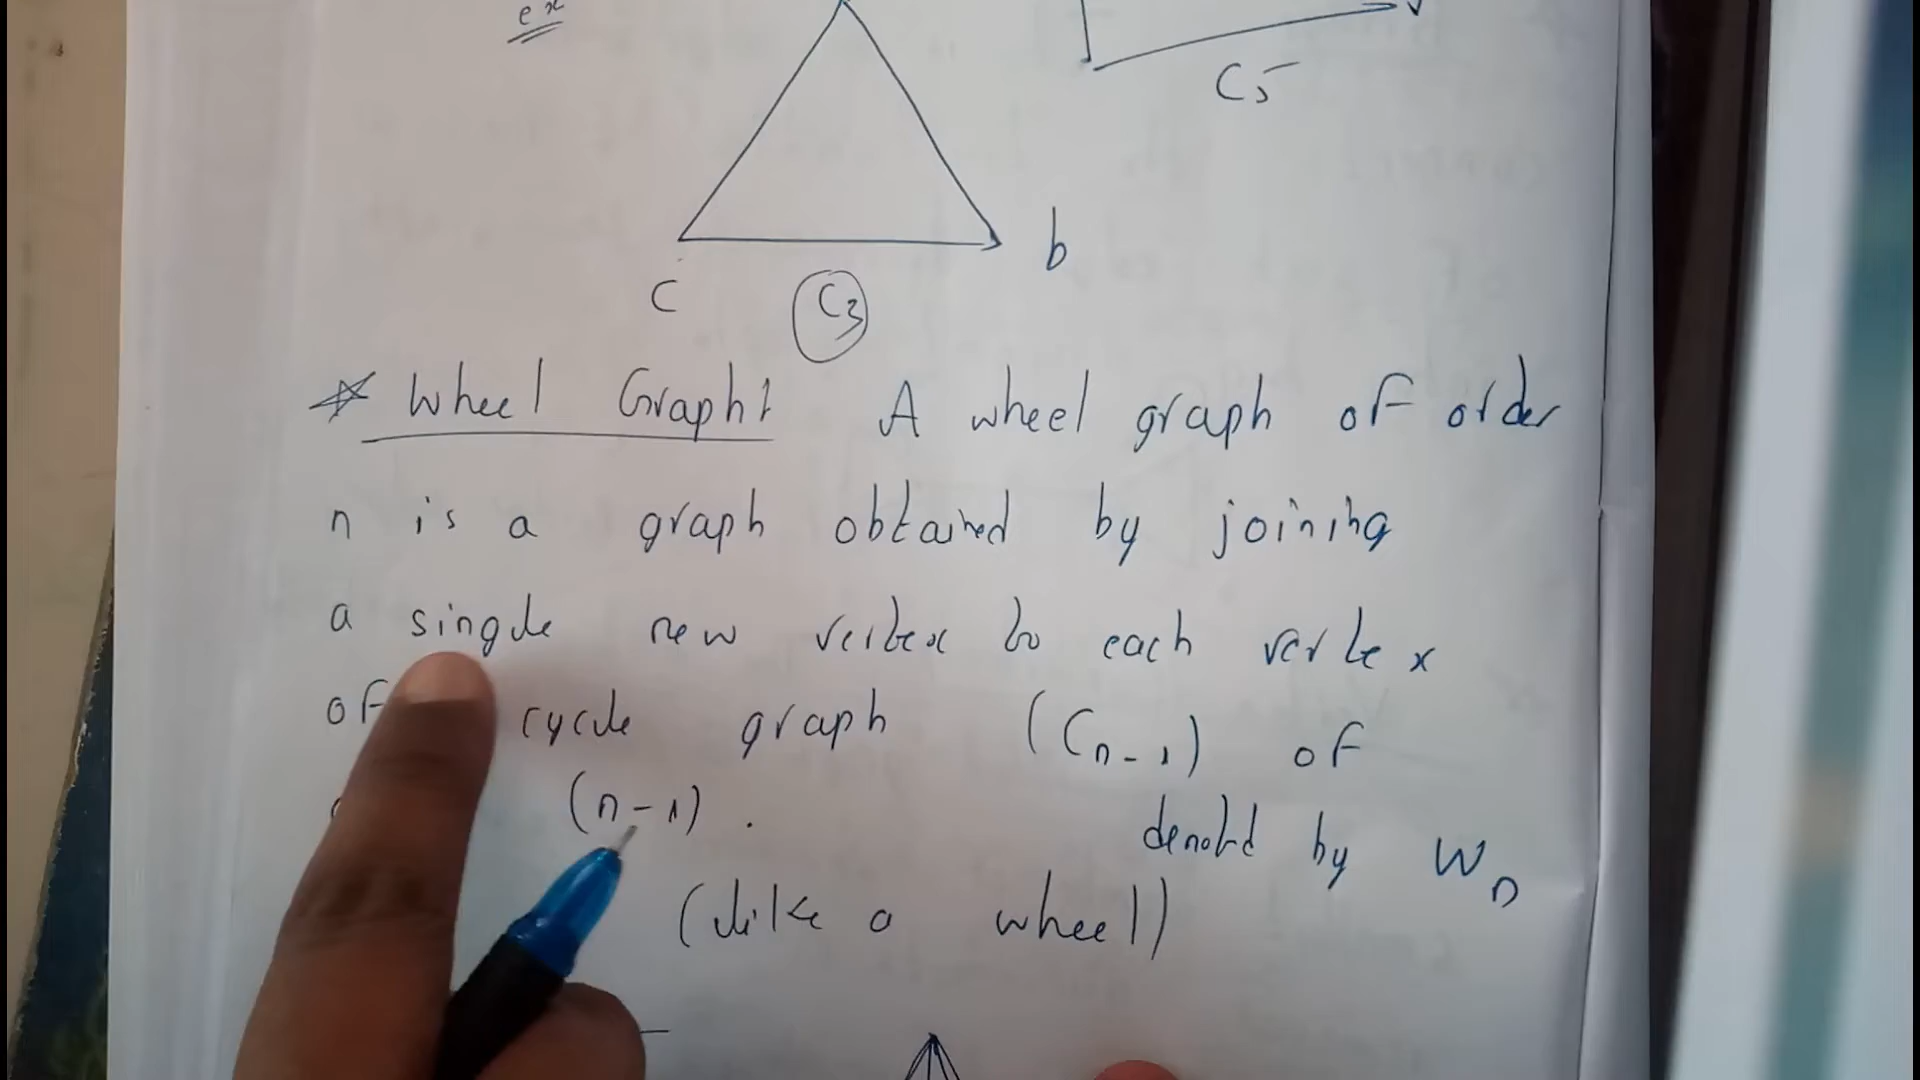 ex
C5
b
C
C3
* Wheel Graph: A wheel graph of order
n is a graph obtained by joining
a single new vertex to each vertex
of cycle graph (Cn-1) of
(n-1).
denoted by Wn
(like a wheel)